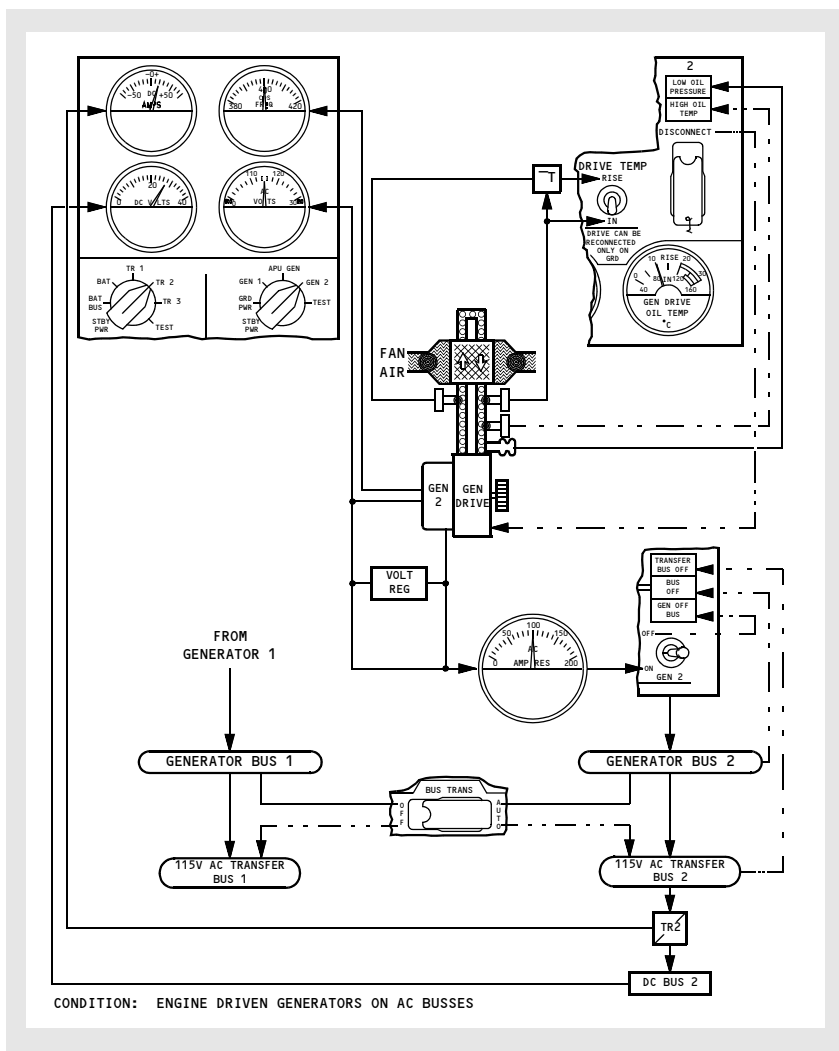 -0+
-50 DC +50
AMPS
400
CPS
FREQ
380 420
20
0 DC VOLTS 40
110 120
AC
VOLTS
TR 1
BAT TR 2
BAT
BUS
TR 3
STBY
PWR
TEST
APU GEN
GEN 1 GEN 2
GRD
PWR
TEST
STBY
PWR
2
LOW OIL
PRESSURE
HIGH OIL
TEMP
DISCONNECT
DRIVE TEMP
RISE
IN
DRIVE CAN BE
RECONNECTED
ONLY ON
GRD
T
10 RISE 20
0 30
80 IN 120
40 160
GEN DRIVE
OIL TEMP
°C
FAN
AIR
GEN
2
GEN
DRIVE
VOLT
REG
TRANSFER
BUS OFF
BUS
OFF
GEN OFF
BUS
OFF
ON
GEN 2
100
50 150
AC
0 AMPERES 200
FROM
GENERATOR 1
GENERATOR BUS 1
GENERATOR BUS 2
BUS TRANS
OFF
AUTO
115V AC TRANSFER
BUS 1
115V AC TRANSFER
BUS 2
TR2
DC BUS 2
CONDITION: ENGINE DRIVEN GENERATORS ON AC BUSSES